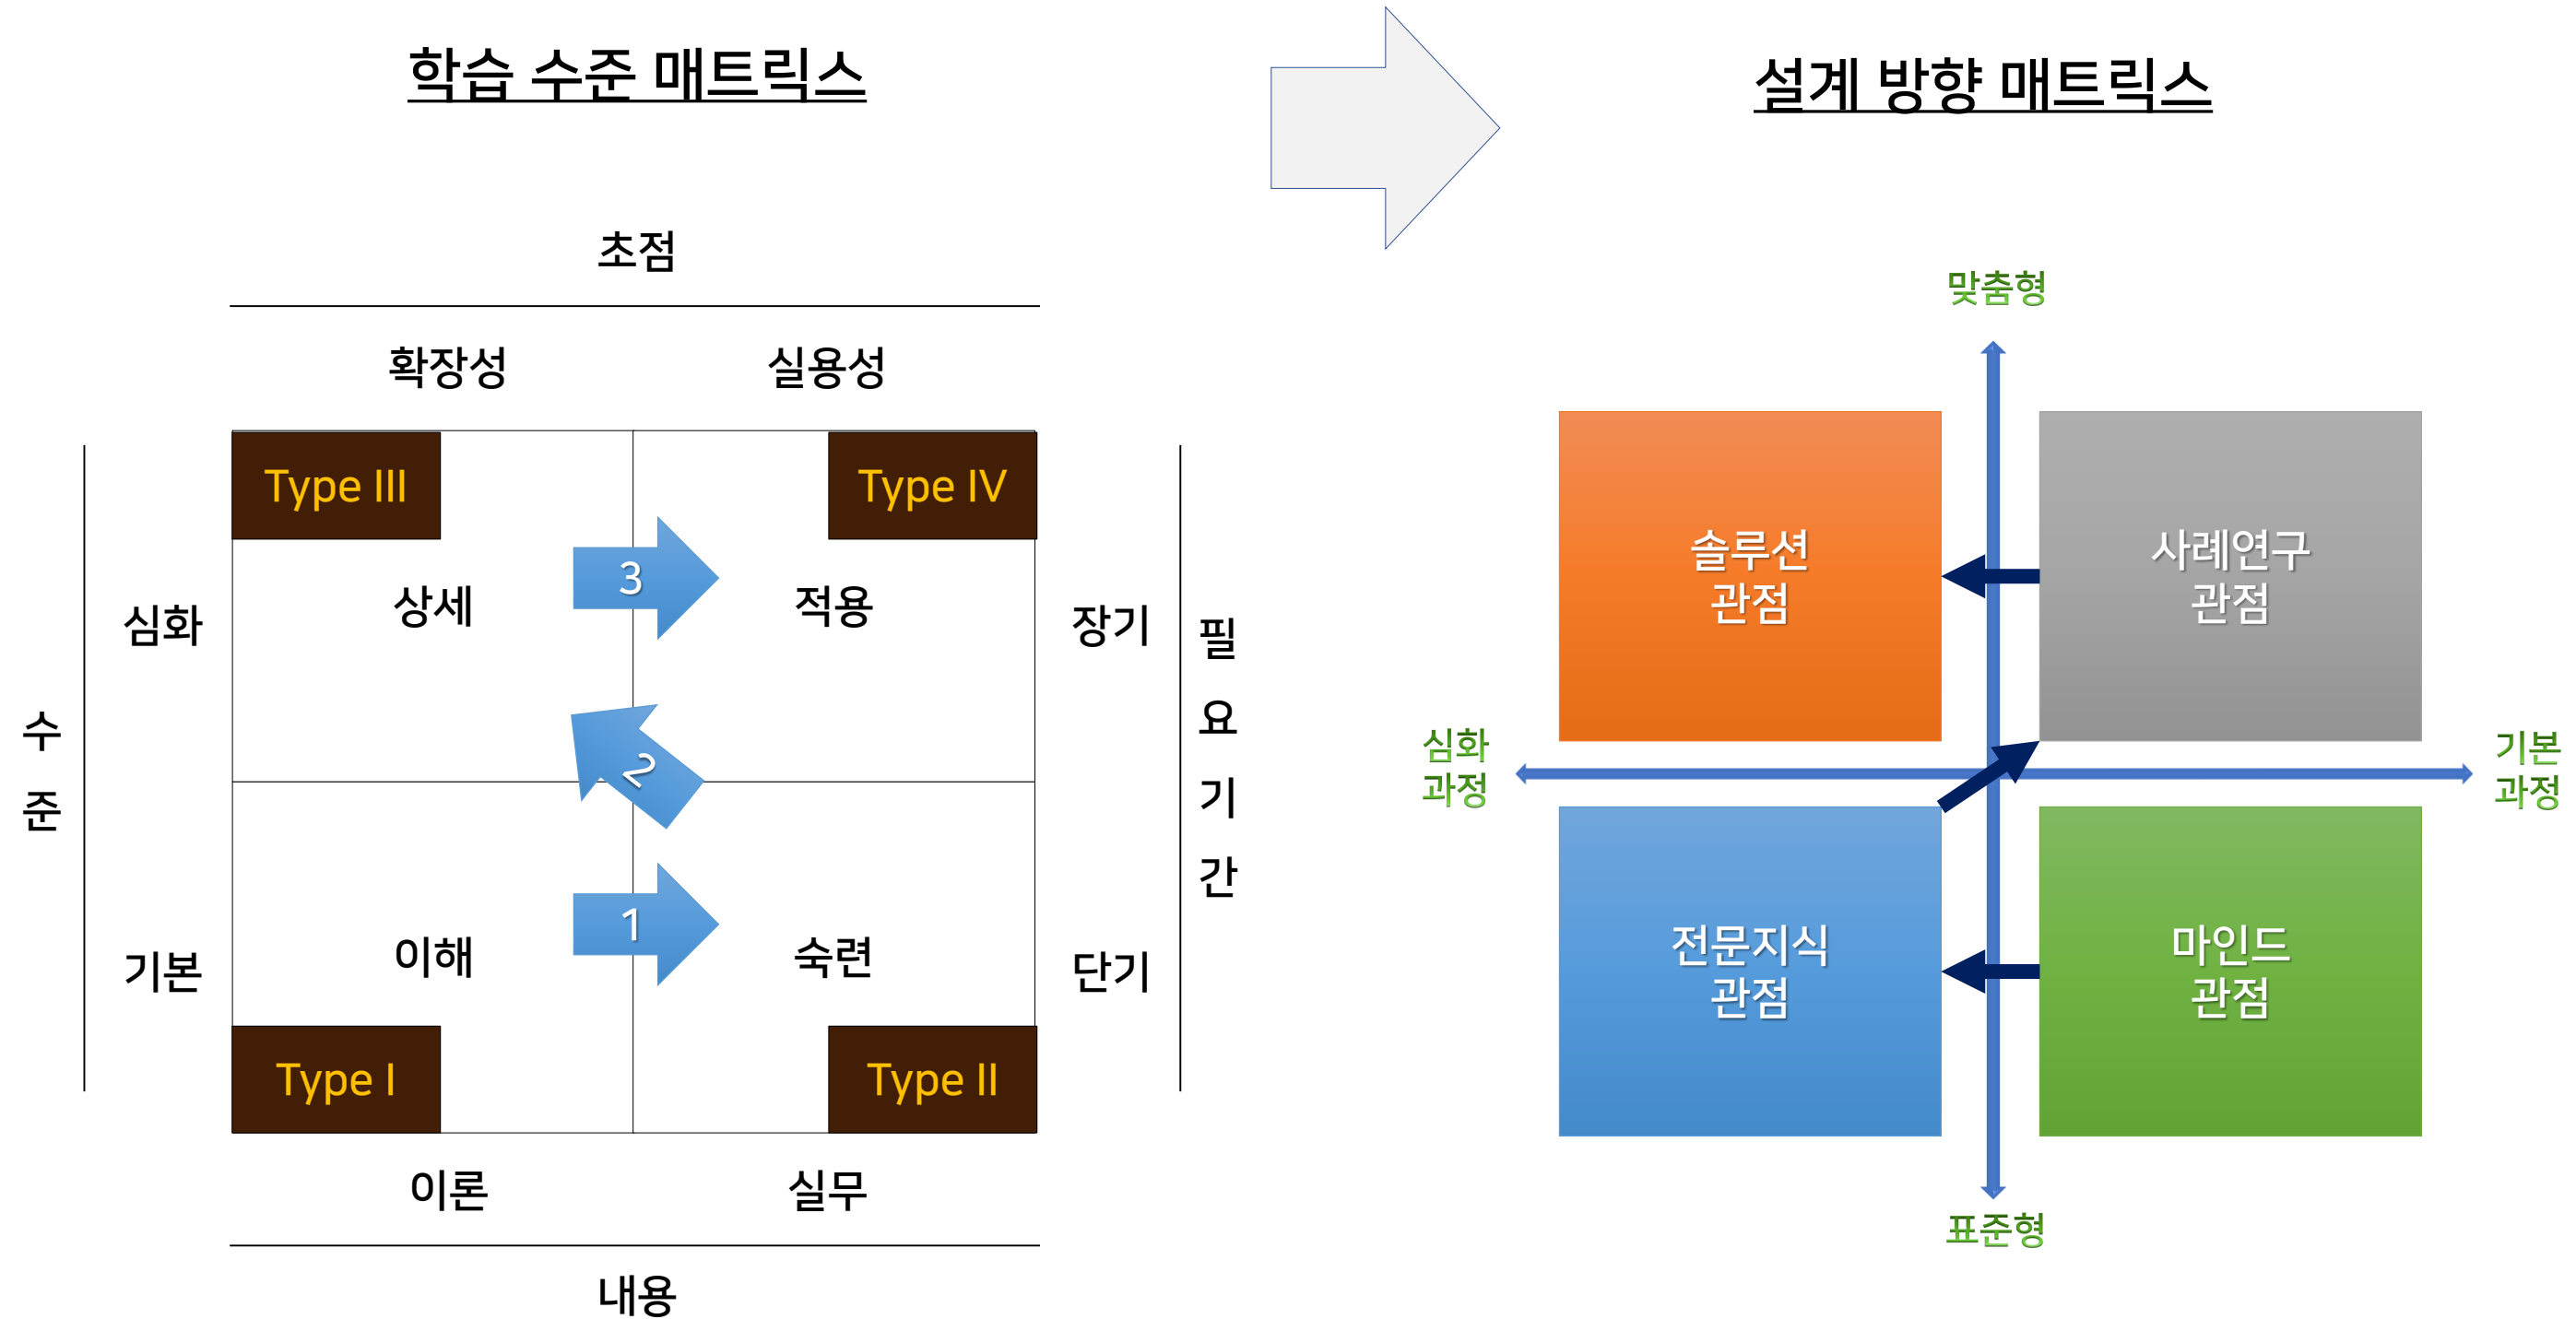 학습 수준 매트릭스
초점
확장성
실용성
Type III
Type IV
3
심화
상세
적용
장기
수준
2
필요기간
1
기본
이해
숙련
단기
Type I
Type II
이론
실무
내용
설계 방향 매트릭스
맞춤형
솔루션
관점
사례연구
관점
심화
과정
기본
과정
전문지식
관점
마인드
관점
표준형